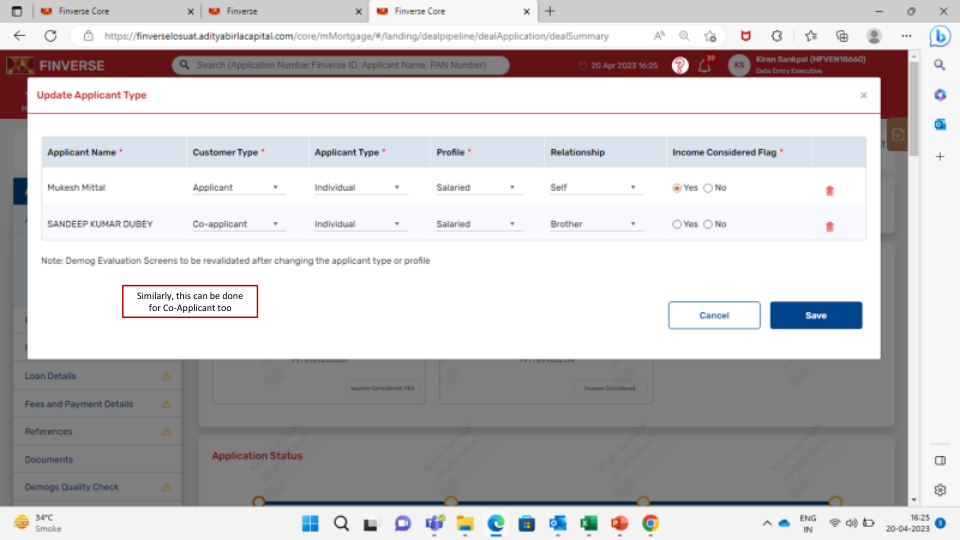 Finverse Core
Finverse
Finverse Core
https://finverselosuat.adityabirlacapital.com/core/mMortgage/#/landing/dealpipeline/dealApplication/dealSummary
FINVERSE
Search (Application Number,Finverse ID, Applicant Name, PAN Number)
20 Apr 2023 16:25
39
KS
Kiran Sankpal (HFVEN18660)
Data Entry Executive
Update Applicant Type
Applicant Name * Customer Type * Applicant Type * Profile * Relationship Income Considered Flag *
Mukesh Mittal Applicant Individual Salaried Self Yes No
SANDEEP KUMAR DUBEY Co-applicant Individual Salaried Brother Yes No
Note: Demog Evaluation Screens to be revalidated after changing the applicant type or profile
Similarly, this can be done
for Co-Applicant too
Cancel Save
Income Considered: YES
Income Considered:
Loan Details
Fees and Payment Details
References
Documents
Demogs Quality Check
Application Status
34°C
Smoke
ENG
IN
16:25
20-04-2023
3